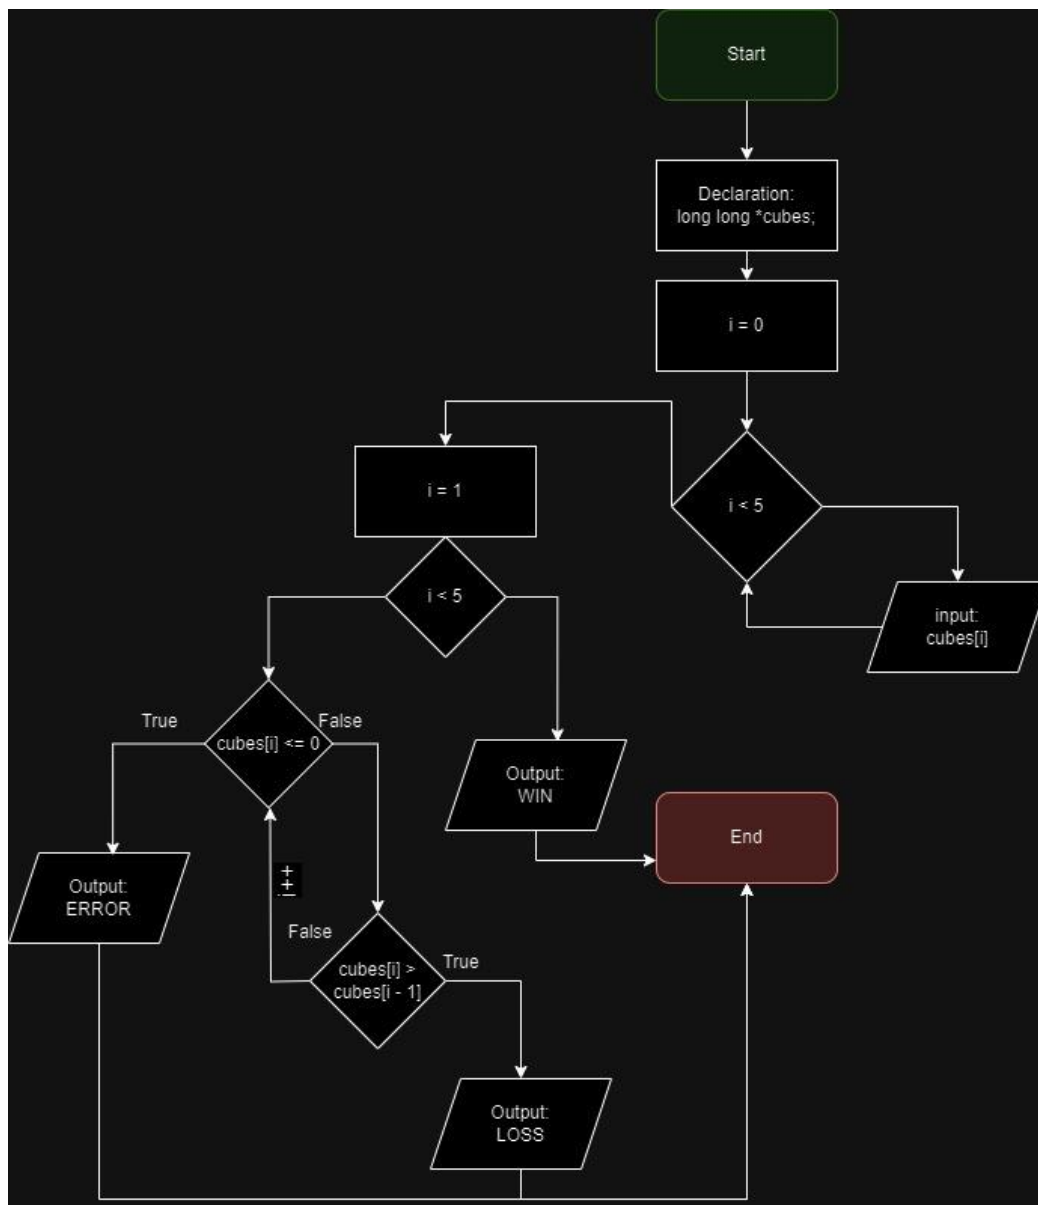 Start
Declaration:
long long *cubes;
i = 0
i < 5
input:
cubes[i]
i = 1
i < 5
True
cubes[i] <= 0
False
Output:
WIN
End
Output:
ERROR
i++
False
cubes[i] >
cubes[i - 1]
True
Output:
LOSS